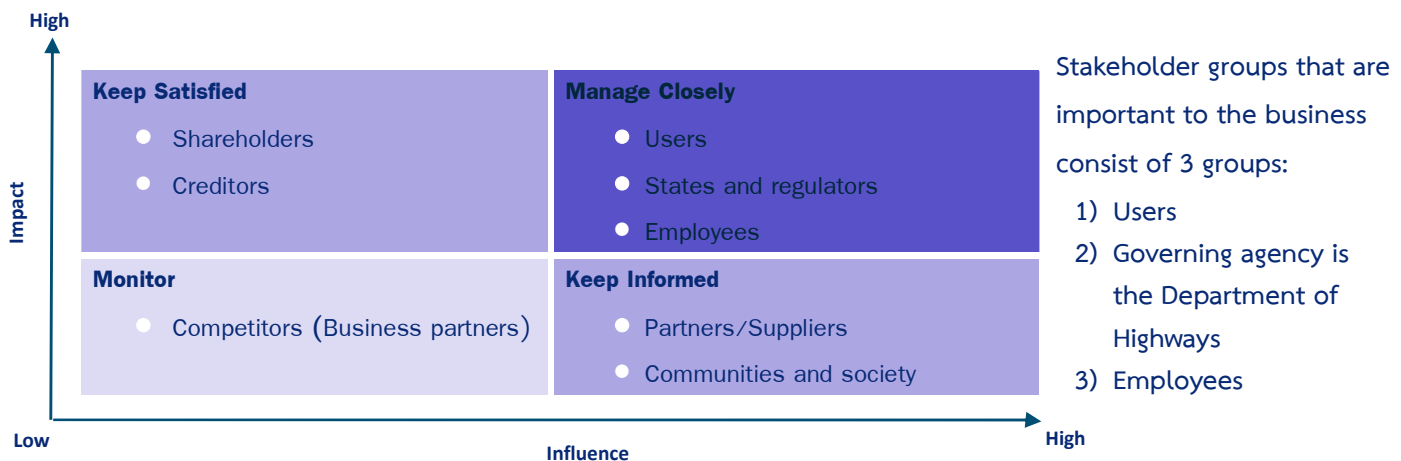 High
Impact
Keep Satisfied
Shareholders
Creditors
Manage Closely
Users
States and regulators
Employees
Monitor
Competitors (Business partners)
Keep Informed
Partners/Suppliers
Communities and society
Low
Influence
High
Stakeholder groups that are
important to the business
consist of 3 groups:
1) Users
2) Governing agency is
the Department of
Highways
3) Employees